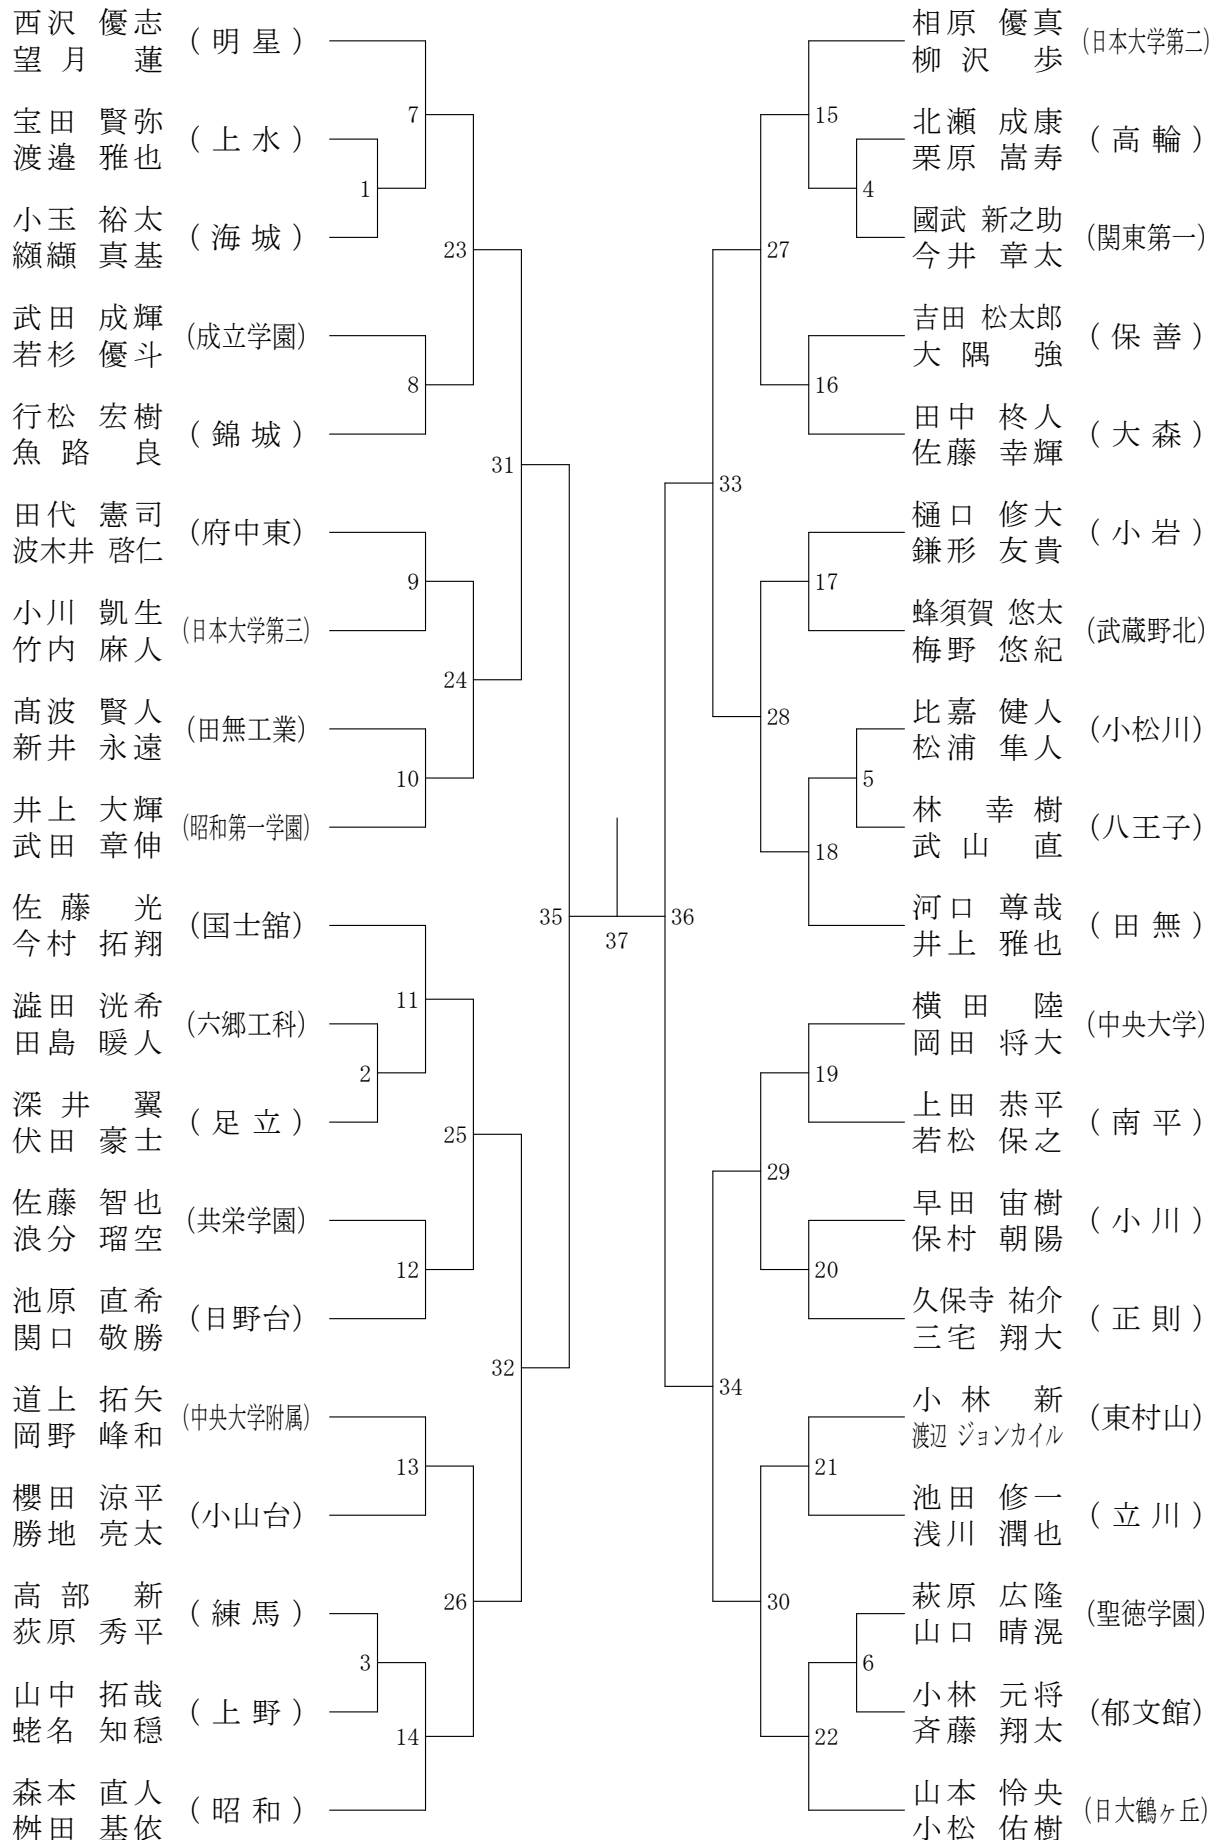 西沢 優志
望月 蓮
(明星)
宝田 賢弥
渡邉 雅也
(上水)
小玉 裕太
纐纈 真基
(海城)
武田 成輝
若杉 優斗
(成立学園)
行松 宏樹
魚路 良
(錦城)
田代 憲司
波木井 啓仁
(府中東)
小川 凱生
竹内 麻人
(日本大学第三)
髙波 賢人
新井 永遠
(田無工業)
井上 大輝
武田 章伸
(昭和第一学園)
佐藤 光
今村 拓翔
(国士舘)
澁田 洸希
田島 暖人
(六郷工科)
深井 翼
伏田 豪士
(足立)
佐藤 智也
浪分 瑠空
(共栄学園)
池原 直希
関口 敬勝
(日野台)
道上 拓矢
岡野 峰和
(中央大学附属)
櫻田 涼平
勝地 亮太
(小山台)
高部 新
荻原 秀平
(練馬)
山中 拓哉
蛯名 知穏
(上野)
森本 直人
桝田 基依
(昭和)
7
1
23
8
31
9
24
10
35
11
2
25
12
32
13
26
3
14
37
15
4
27
16
33
17
28
5
18
36
19
29
20
34
21
30
6
22
相原 優真
柳沢 歩
(日本大学第二)
北瀬 成康
栗原 嵩寿
(高輪)
國武 新之助
今井 章太
(関東第一)
吉田 松太郎
大隅 強
(保善)
田中 柊人
佐藤 幸輝
(大森)
樋口 修大
鎌形 友貴
(小岩)
蜂須賀 悠太
梅野 悠紀
(武蔵野北)
比嘉 健人
松浦 隼人
(小松川)
林 幸樹
武山 直
(八王子)
河口 尊哉
井上 雅也
(田無)
横田 陸
岡田 将大
(中央大学)
上田 恭平
若松 保之
(南平)
早田 宙樹
保村 朝陽
(小川)
久保寺 祐介
三宅 翔大
(正則)
小林 新
渡辺 ジョンカイル
(東村山)
池田 修一
浅川 潤也
(立川)
萩原 広隆
山口 晴滉
(聖徳学園)
小林 元将
斉藤 翔太
(郁文館)
山本 怜央
小松 佑樹
(日大鶴ヶ丘)